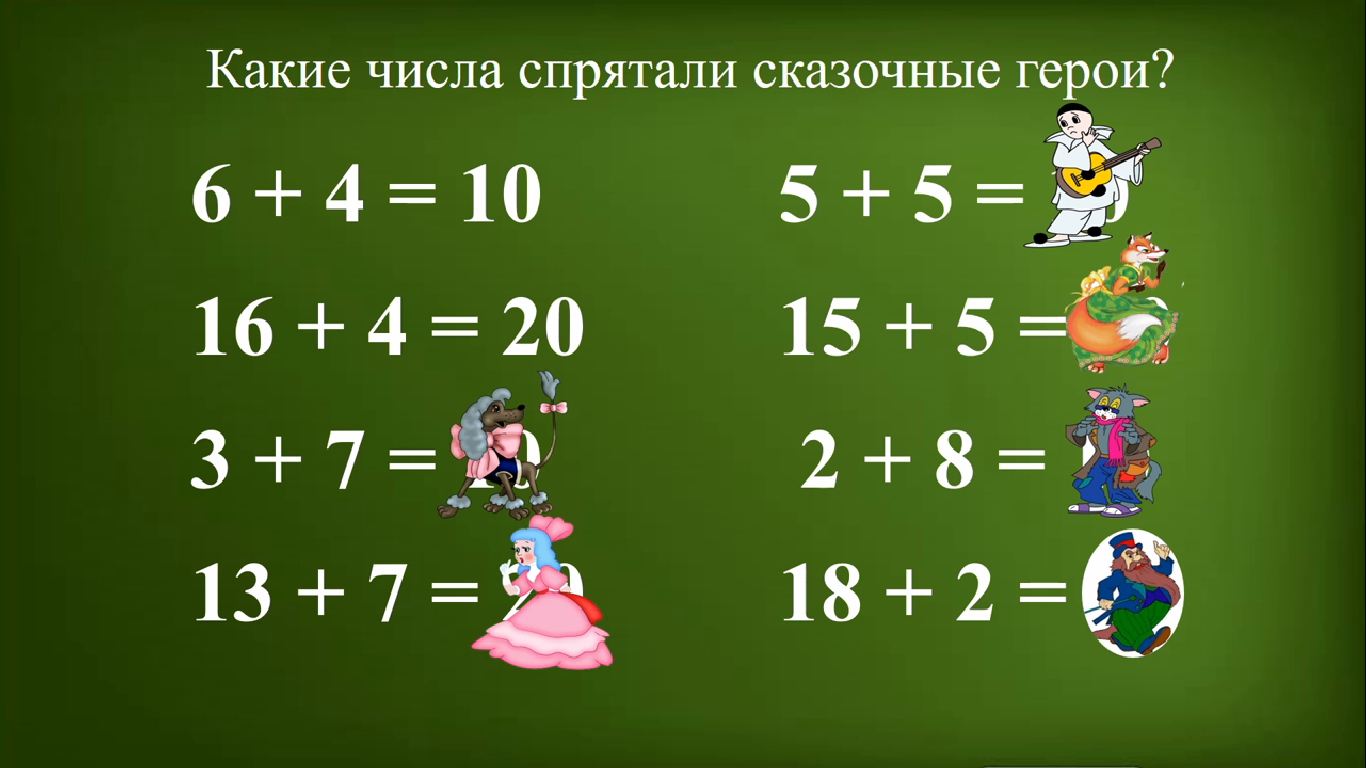 Какие числа спрятали сказочные герои?
6 + 4 = 10
5 + 5 =
16 + 4 = 20
15 + 5 =
3 + 7 =
2 + 8 =
13 + 7 =
18 + 2 =